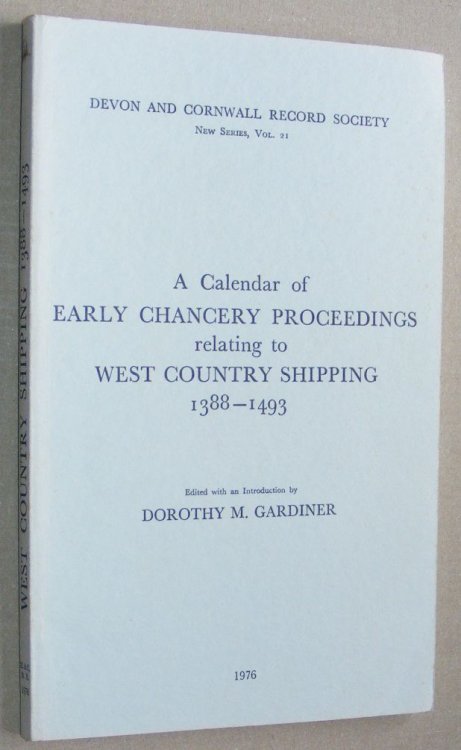 DEVON AND CORNWALL RECORD SOCIETY
NEW SERIES, VOL. 21
A Calendar of
EARLY CHANCERY PROCEEDINGS
relating to
WEST COUNTRY SHIPPING
1388–1493
Edited with an Introduction by
DOROTHY M. GARDINER
1976
WEST COUNTRY SHIPPING 1388–1493